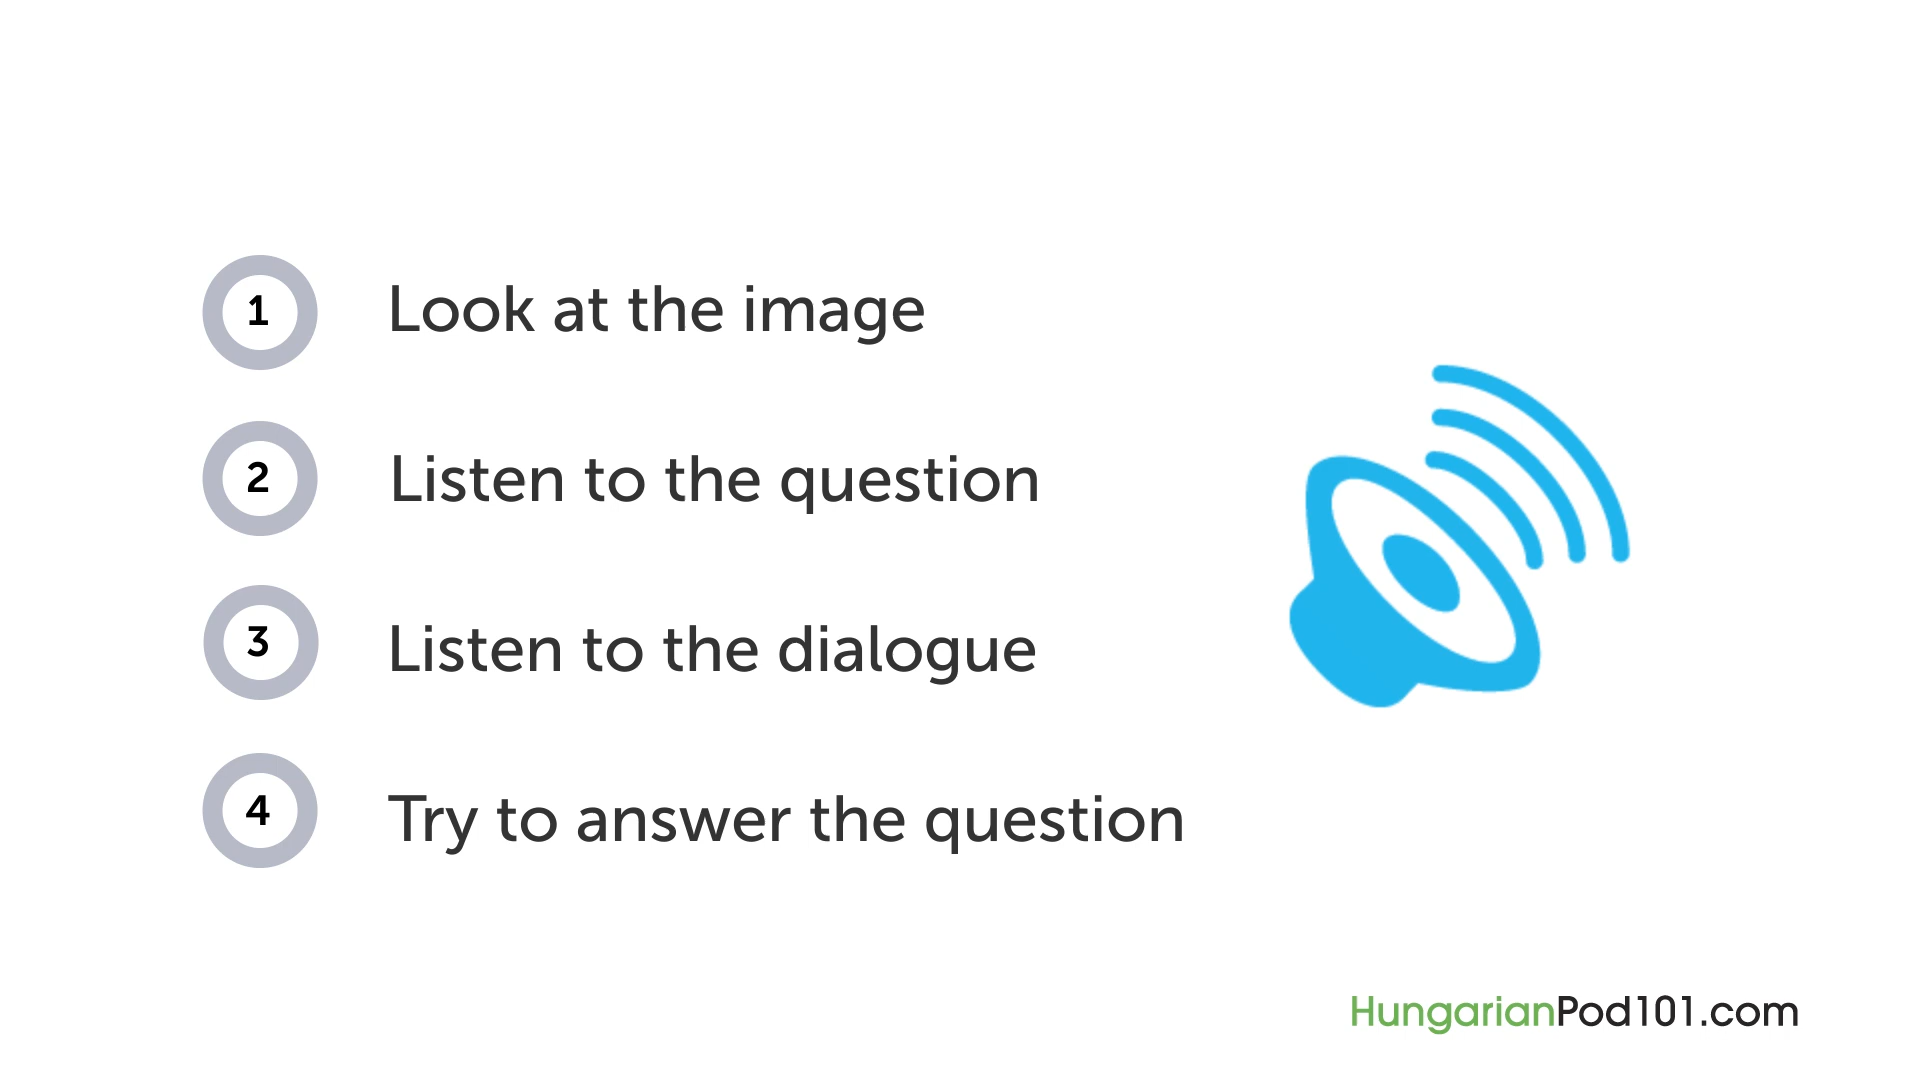 1 Look at the image
2 Listen to the question
3 Listen to the dialogue
4 Try to answer the question
HungarianPod101.com